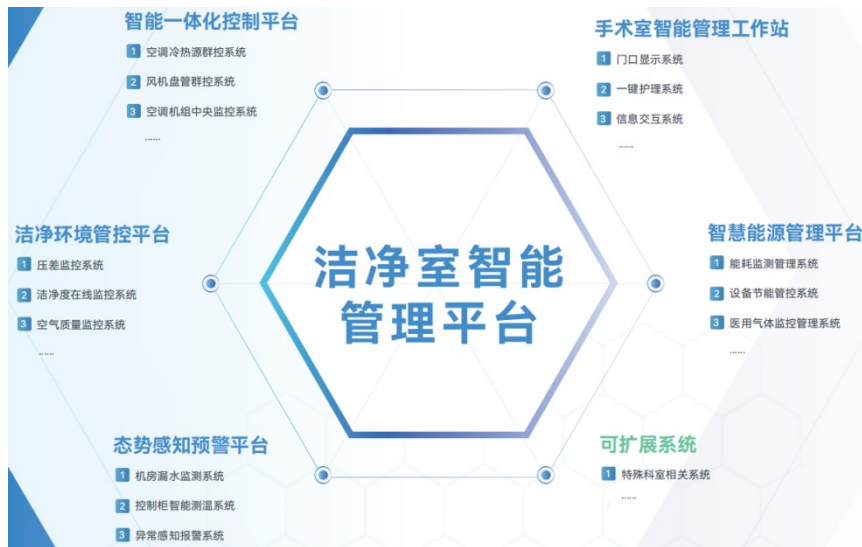 智能一体化控制平台
1 空调冷热源群控系统
2 风机盘管群控系统
3 空调机组中央监控系统
......
手术室智能管理工作站
1 门口显示系统
2 一键护理系统
3 信息交互系统
......
洁净环境管控平台
1 压差监控系统
2 洁净度在线监控系统
3 空气质量监控系统
......
洁净室智能
管理平台
智慧能源管理平台
1 能耗监测管理系统
2 设备节能管控系统
3 医用气体监控管理系统
......
态势感知预警平台
1 机房漏水监测系统
2 控制柜智能测温系统
3 异常感知报警系统
可扩展系统
1 特殊科室相关系统
......